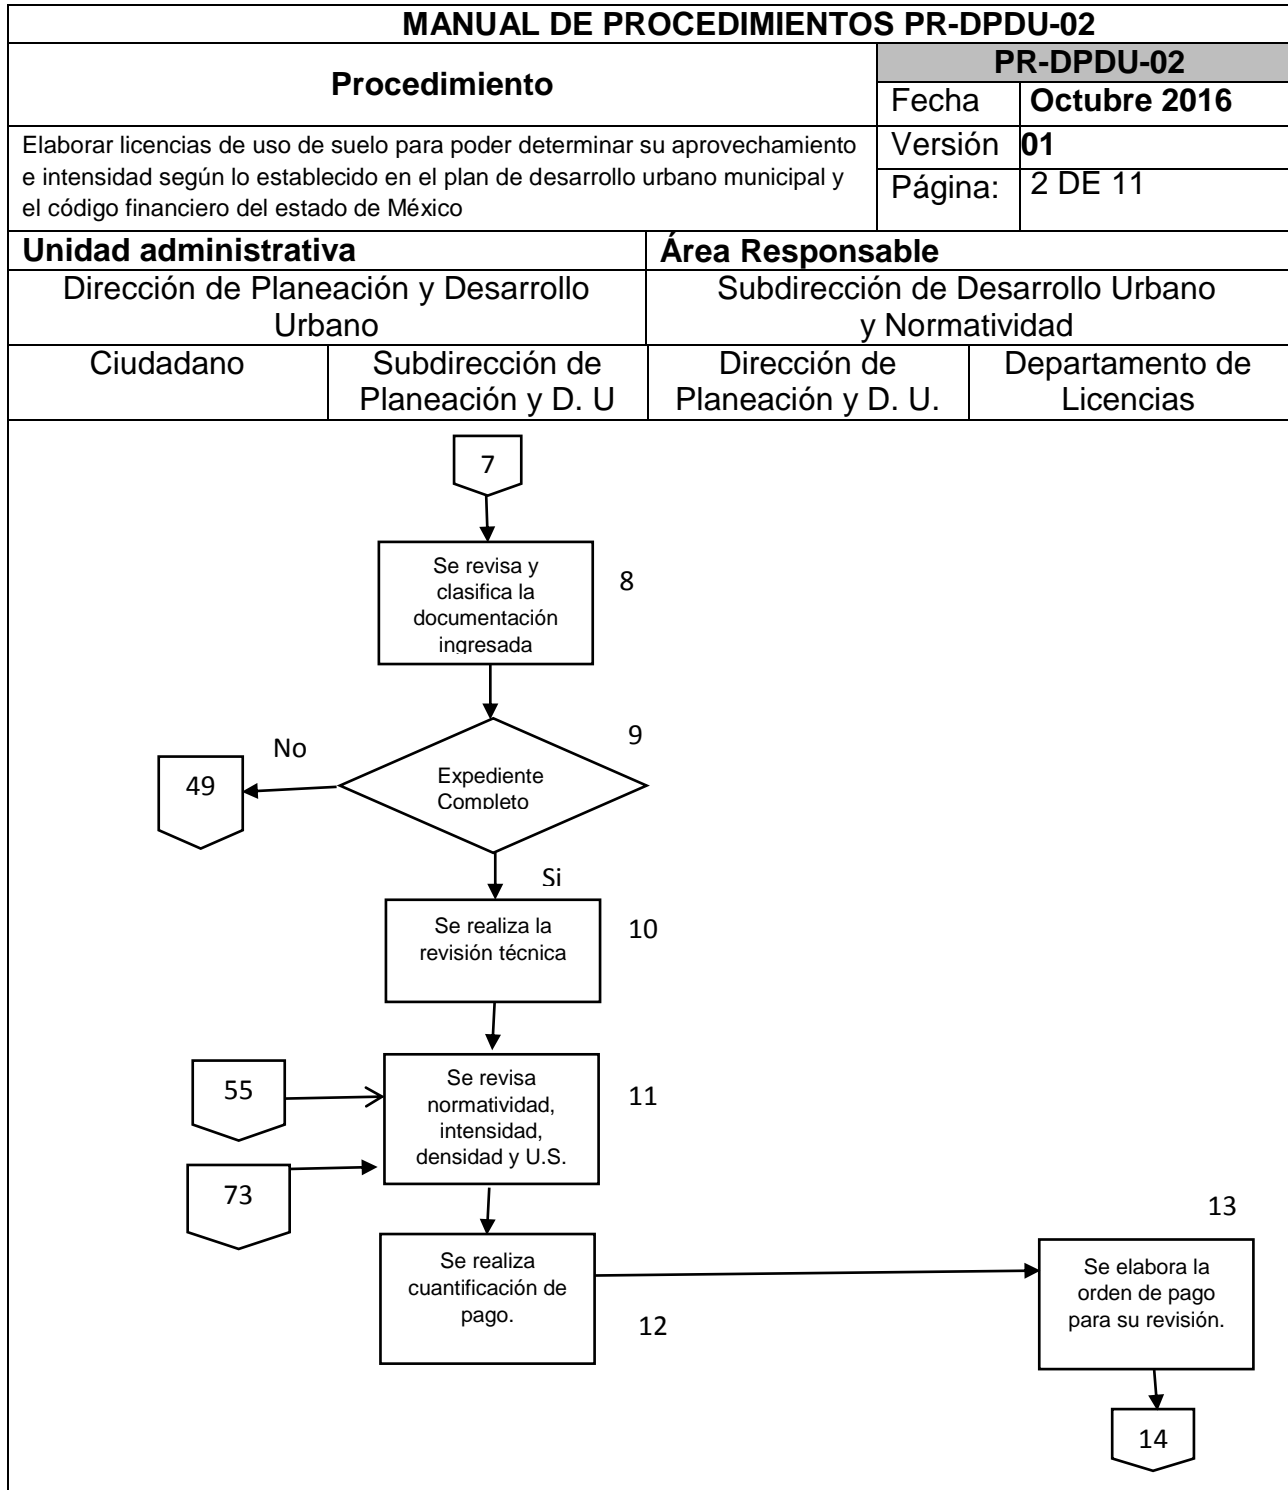 MANUAL DE PROCEDIMIENTOS PR-DPDU-02
Procedimiento
PR-DPDU-02
Fecha
Octubre 2016
Elaborar licencias de uso de suelo para poder determinar su aprovechamiento
e intensidad según lo establecido en el plan de desarrollo urbano municipal y
el código financiero del estado de México
Versión
01
Página:
2 DE 11
Unidad administrativa
Área Responsable
Dirección de Planeación y Desarrollo
Urbano
Subdirección de Desarrollo Urbano
y Normatividad
Ciudadano
Subdirección de
Planeación y D. U
Dirección de
Planeación y D. U.
Departamento de
Licencias
7
Se revisa y
clasifica la
documentación
ingresada
8
9
No
49
Expediente
Completo
Si
Se realiza la
revisión técnica
10
55
Se revisa
normatividad,
intensidad,
densidad y U.S.
11
73
13
Se realiza
cuantificación de
pago.
12
Se elabora la
orden de pago
para su revisión.
14